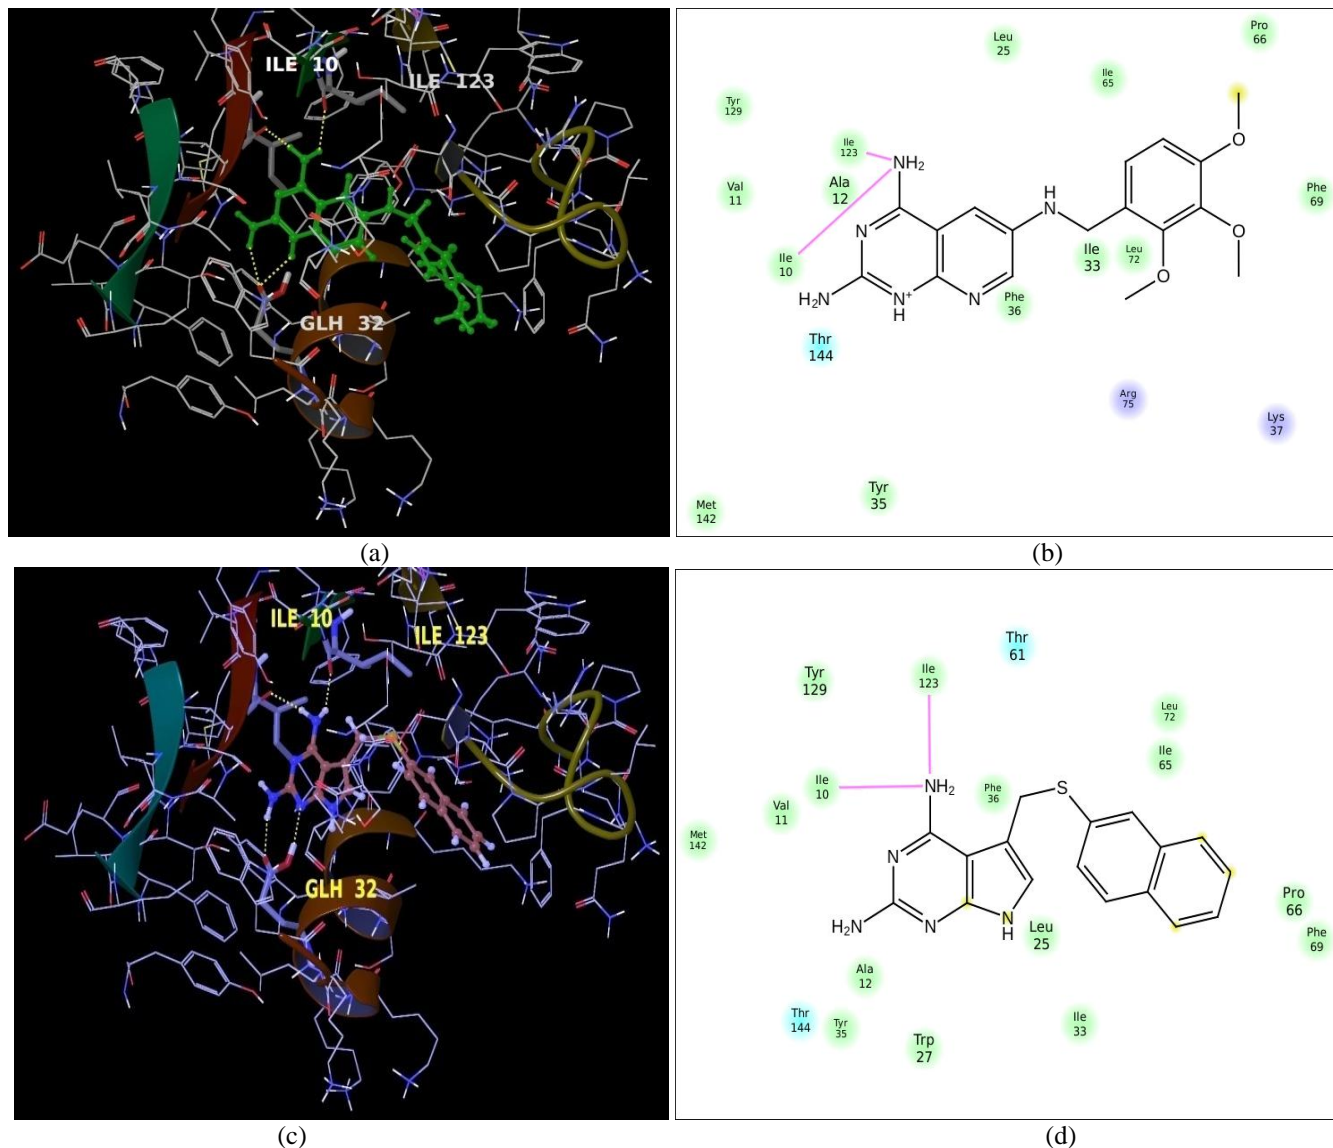 ILE 10
ILE 123
GLH 32
(a)
Pro
66
Leu
25
Ile
65
Tyr
129
Ile
123
NH₂
Ala
12
Val
11
Phe
69
O
H
N
N
Ile
33
Leu
72
O
O
Ile
10
H₂N
N⁺
H
N
Phe
36
Thr
144
Arg
75
Lys
37
Tyr
35
Met
142
(b)
ILE 10
ILE 123
GLH 32
(c)
Thr
61
Tyr
129
Ile
123
Leu
72
Ile
65
Ile
10
NH₂
Phe
36
S
Val
11
Met
142
N
Pro
66
Phe
69
H₂N
N
N
H
Leu
25
Ala
12
Thr
144
Tyr
35
Ile
33
Trp
27
(d)